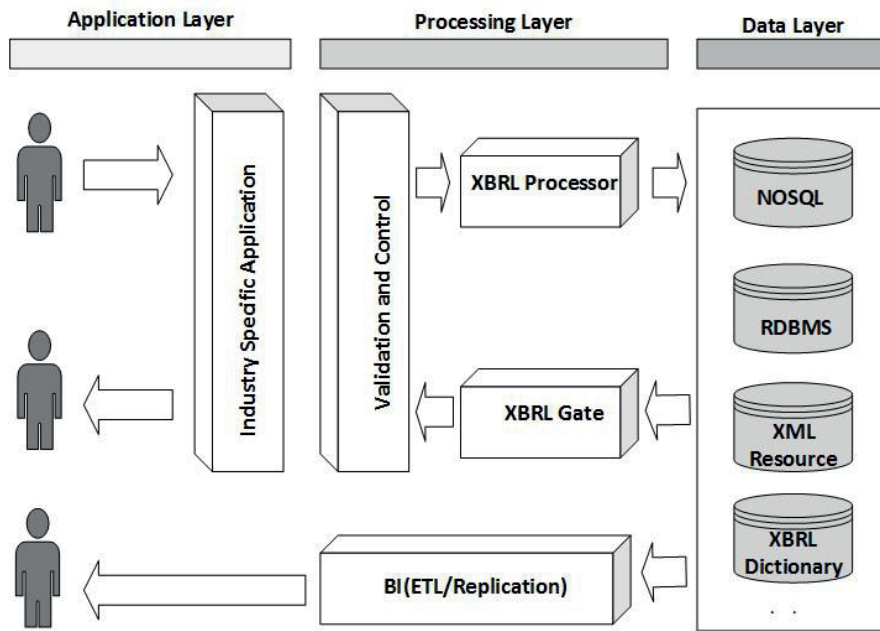 Application Layer
Processing Layer
Data Layer
Industry Specific Application
Validation and Control
XBRL Processor
NOSQL
RDBMS
XBRL Gate
XML
Resource
XBRL
Dictionary
BI(ETL/Replication)
. .